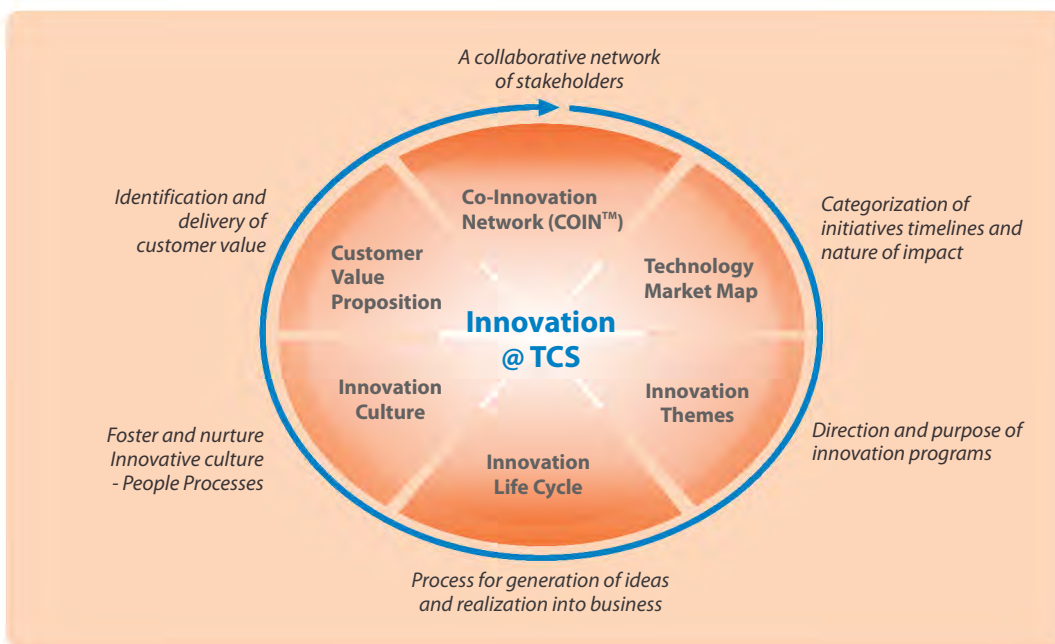 A collaborative network
of stakeholders
Identification and
delivery of
customer value
Co-Innovation
Network (COIN™)
Categorization of
initiatives timelines and
nature of impact
Customer
Value
Proposition
Technology
Market Map
Innovation
@ TCS
Innovation
Culture
Innovation
Themes
Foster and nurture
Innovative culture
- People Processes
Direction and purpose of
innovation programs
Innovation
Life Cycle
Process for generation of ideas
and realization into business